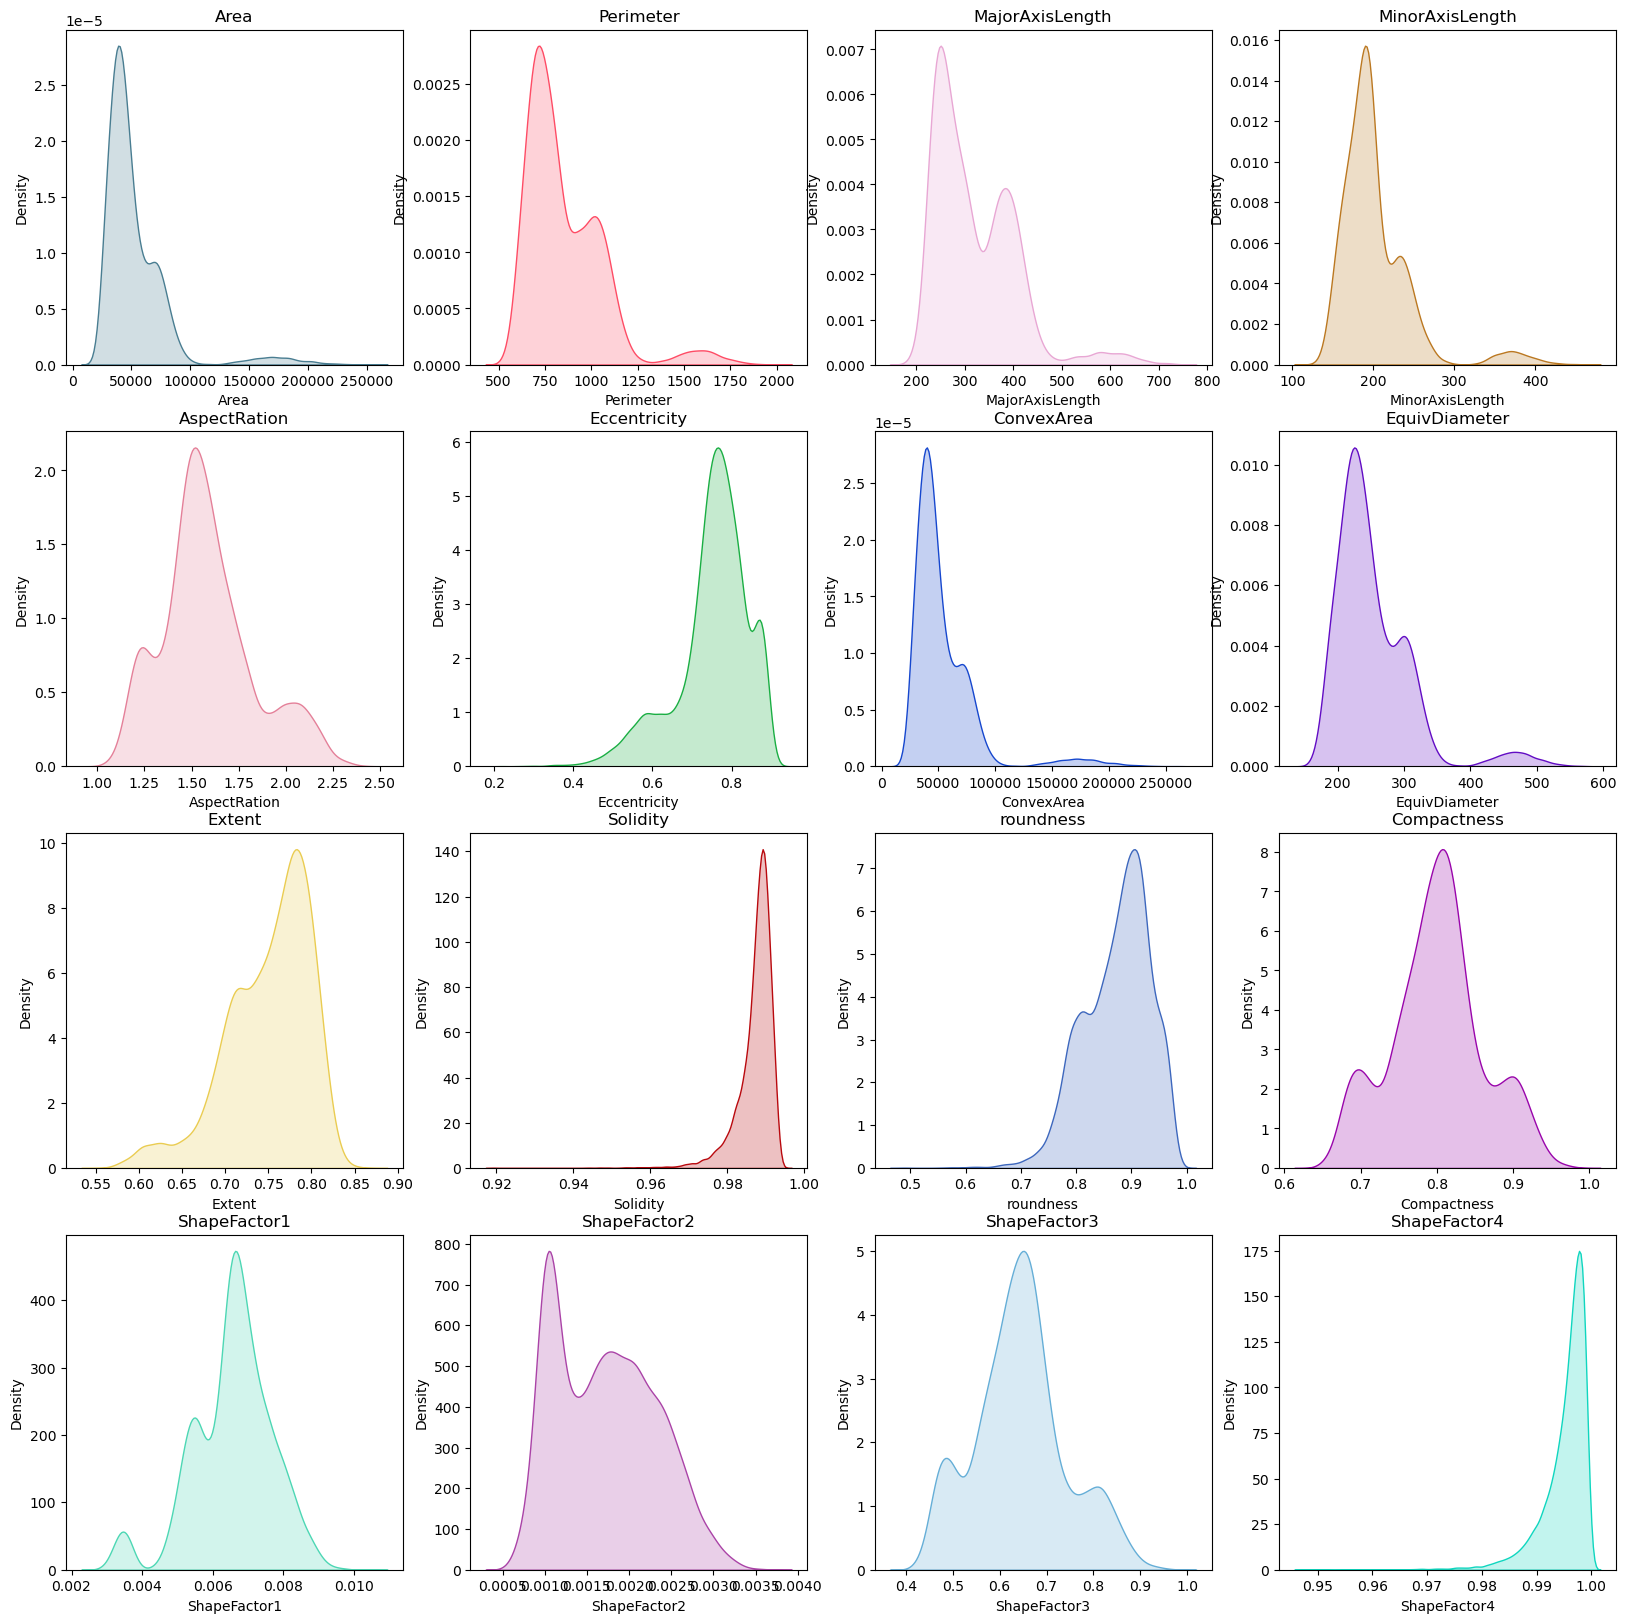 Area
1e−5
Density
2.5
2.0
1.5
1.0
0.5
0.0
0 50000 100000 150000 200000 250000
Area
Perimeter
Density
0.0025
0.0020
0.0015
0.0010
0.0005
0.0000
500 750 1000 1250 1500 1750 2000
Perimeter
MajorAxisLength
Density
0.007
0.006
0.005
0.004
0.003
0.002
0.001
0.000
200 300 400 500 600 700 800
MajorAxisLength
MinorAxisLength
Density
0.016
0.014
0.012
0.010
0.008
0.006
0.004
0.002
0.000
100 200 300 400
MinorAxisLength
AspectRation
Density
2.0
1.5
1.0
0.5
0.0
1.00 1.25 1.50 1.75 2.00 2.25 2.50
AspectRation
Eccentricity
Density
6
5
4
3
2
1
0
0.2 0.4 0.6 0.8
Eccentricity
ConvexArea
1e−5
Density
2.5
2.0
1.5
1.0
0.5
0.0
0 50000 100000 150000 200000 250000
ConvexArea
EquivDiameter
Density
0.010
0.008
0.006
0.004
0.002
0.000
200 300 400 500 600
EquivDiameter
Extent
Density
10
8
6
4
2
0
0.55 0.60 0.65 0.70 0.75 0.80 0.85 0.90
Extent
Solidity
Density
140
120
100
80
60
40
20
0
0.92 0.94 0.96 0.98 1.00
Solidity
roundness
Density
7
6
5
4
3
2
1
0
0.5 0.6 0.7 0.8 0.9 1.0
roundness
Compactness
Density
8
7
6
5
4
3
2
1
0
0.6 0.7 0.8 0.9 1.0
Compactness
ShapeFactor1
Density
400
300
200
100
0
0.002 0.004 0.006 0.008 0.010
ShapeFactor1
ShapeFactor2
Density
800
700
600
500
400
300
200
100
0
0.0005 0.0010 0.0015 0.0020 0.0025 0.0030 0.0035 0.0040
ShapeFactor2
ShapeFactor3
Density
5
4
3
2
1
0
0.4 0.5 0.6 0.7 0.8 0.9 1.0
ShapeFactor3
ShapeFactor4
Density
175
150
125
100
75
50
25
0
0.95 0.96 0.97 0.98 0.99 1.00
ShapeFactor4